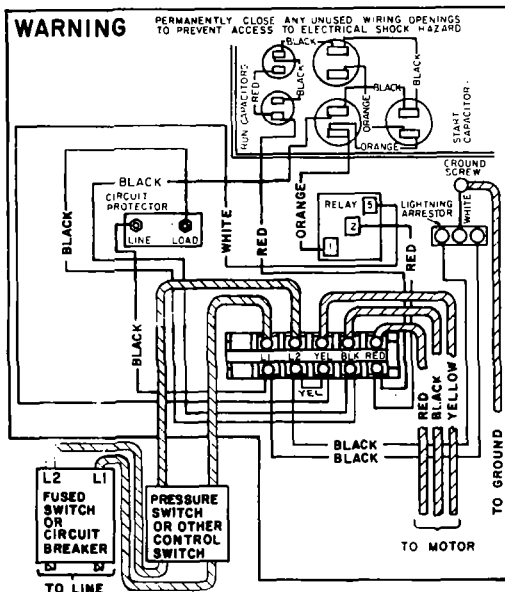 WARNING
PERMANENTLY CLOSE ANY UNUSED WIRING OPENINGS
TO PREVENT ACCESS TO ELECTRICAL SHOCK HAZARD
BLACK
BLACK
BLACK
RED
BLACK
BLACK
ORANGE
ORANGE
ORANGE
RUN CAPACITORS
START CAPACITOR
GROUND
SCREW
WHITE
LIGHTNING
ARRESTOR
BLACK
CIRCUIT
PROTECTOR
LINE
LOAD
BLACK
WHITE
RED
ORANGE
RELAY
5
2
1
RED
BLACK
L1
L2
YEL
BLK
RED
YEL
RED
BLACK
YELLOW
BLACK
BLACK
TO GROUND
L2
L1
FUSED
SWITCH
OR
CIRCUIT
BREAKER
PRESSURE
SWITCH
OR OTHER
CONTROL
SWITCH
TO MOTOR
TO LINE